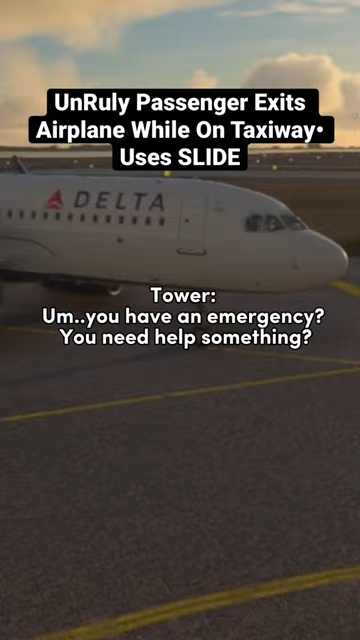 UnRuly Passenger Exits
Airplane While On Taxiway•
Uses SLIDE
DELTA
Tower:
Um..you have an emergency?
You need help something?